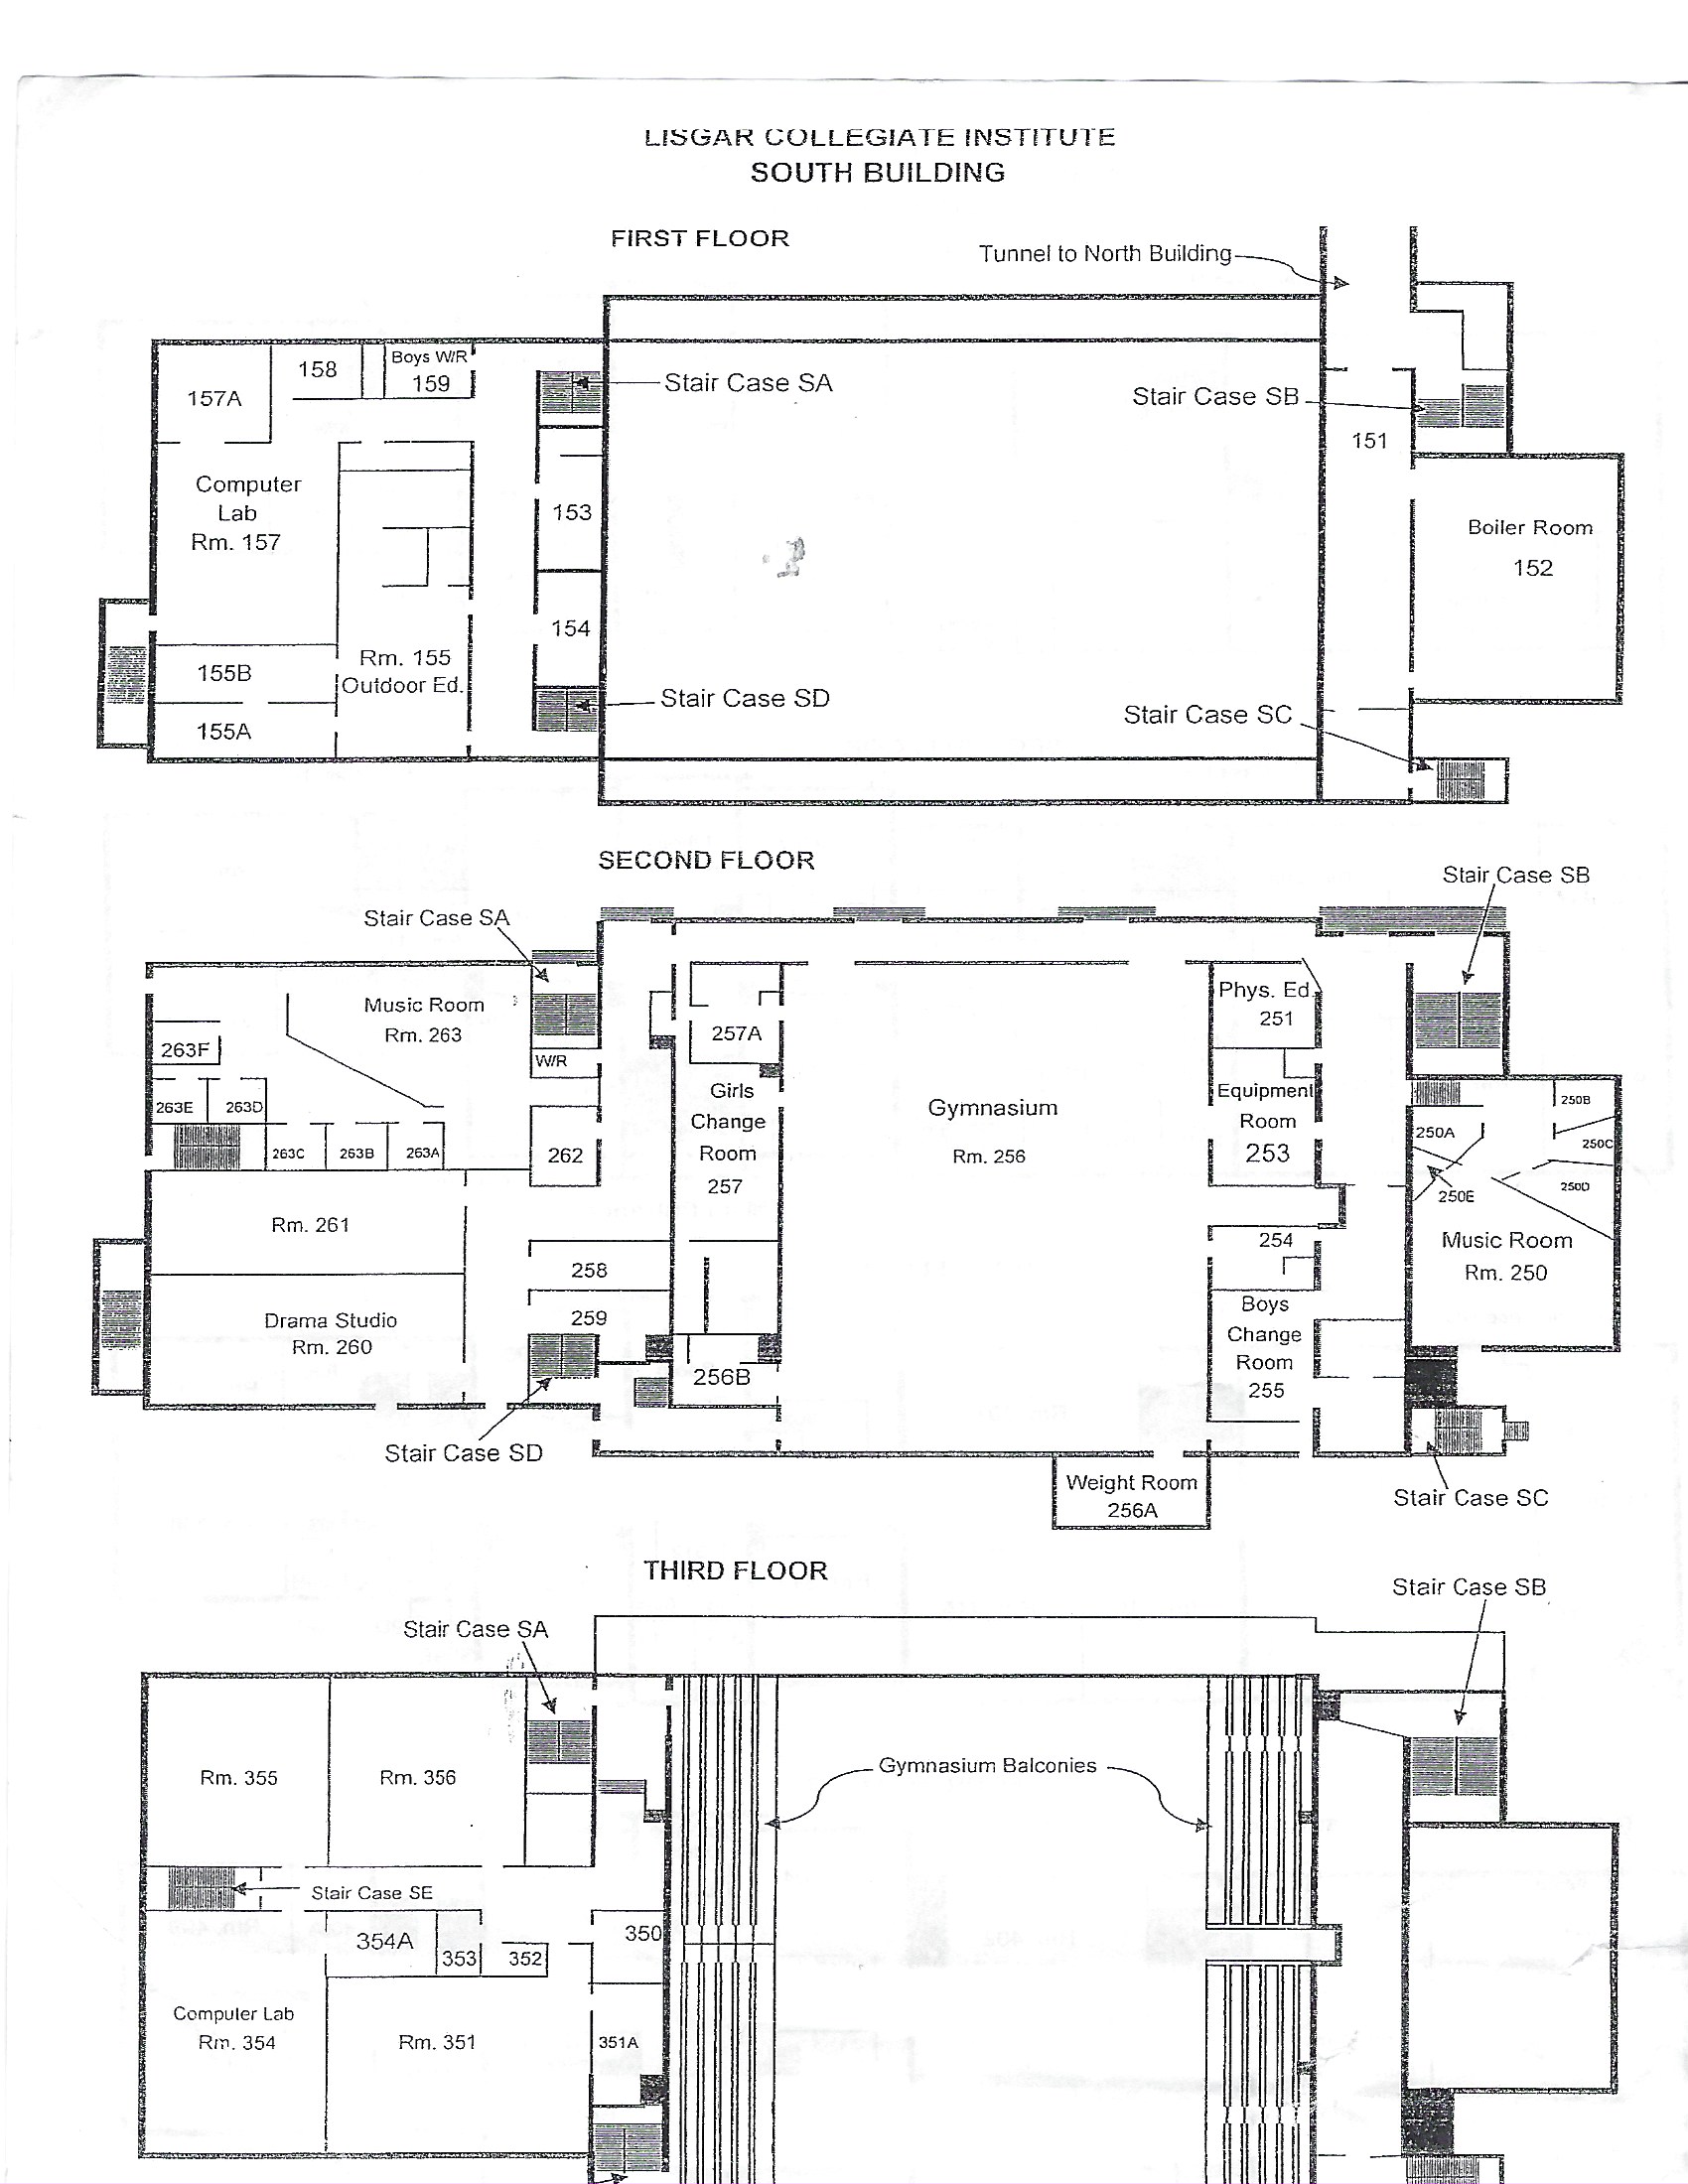 LISGAR COLLEGIATE INSTITUTE
SOUTH BUILDING
FIRST FLOOR
Tunnel to North Building
157A
158
Boys W/R
159
Stair Case SA
Stair Case SB
151
Computer
Lab
Rm. 157
153
Boiler Room
152
154
155B
Rm. 155
Outdoor Ed.
155A
Stair Case SD
Stair Case SC
SECOND FLOOR
Stair Case SB
Stair Case SA
Music Room
Rm. 263
263F
263E
263D
263C
263B
263A
W/R
262
257A
Girls
Change
Room
257
Gymnasium
Rm. 256
Phys. Ed.
251
Equipment
Room
253
250B
250A
250C
250E
250D
Music Room
Rm. 250
Rm. 261
258
259
254
Drama Studio
Rm. 260
256B
Boys
Change
Room
255
Stair Case SD
Weight Room
256A
Stair Case SC
THIRD FLOOR
Stair Case SB
Stair Case SA
Rm. 355
Rm. 356
Gymnasium Balconies
Stair Case SE
354A
353
352
350
Computer Lab
Rm. 354
Rm. 351
351A